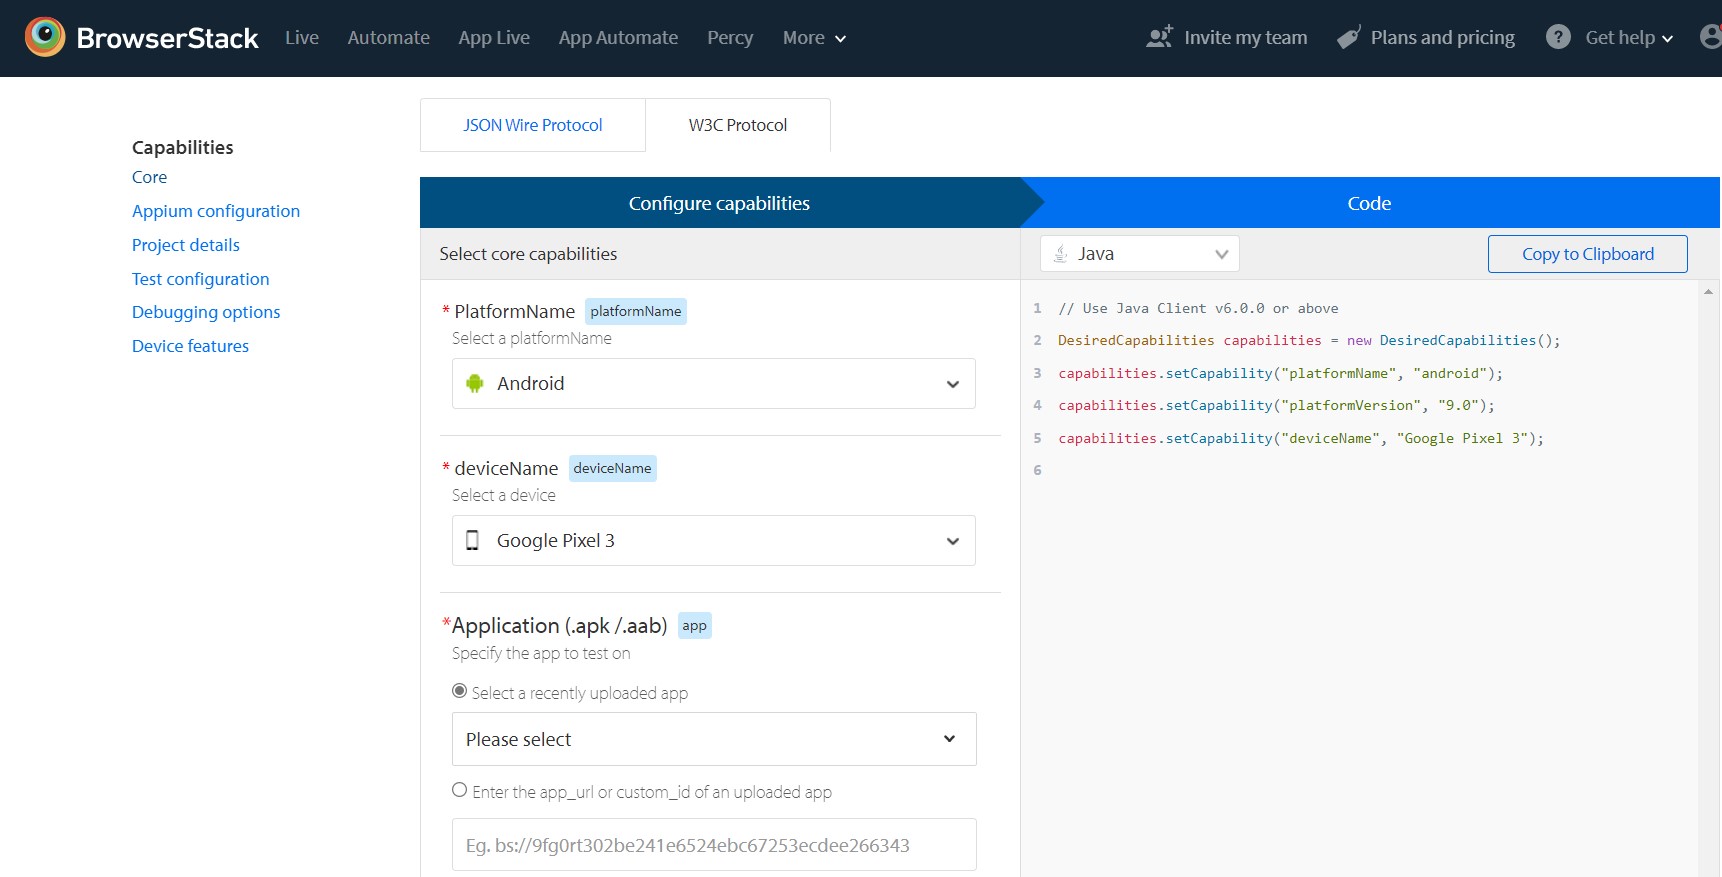 BrowserStack Live Automate App Live App Automate Percy More Invite my team Plans and pricing ? Get help
JSON Wire Protocol W3C Protocol
Capabilities
Core
Appium configuration
Project details
Test configuration
Debugging options
Device features
Configure capabilities
Select core capabilities
* PlatformName platformName
Select a platformName
Android
* deviceName deviceName
Select a device
Google Pixel 3
*Application (.apk /.aab) app
Specify the app to test on
Select a recently uploaded app
Please select
Enter the app_url or custom_id of an uploaded app
Eg. bs://9fg0rt302be241e6524ebc67253ecdee266343
Code
Java Copy to Clipboard
1 // Use Java Client v6.0.0 or above
2 DesiredCapabilities capabilities = new DesiredCapabilities();
3 capabilities.setCapability("platformName", "android");
4 capabilities.setCapability("platformVersion", "9.0");
5 capabilities.setCapability("deviceName", "Google Pixel 3");
6